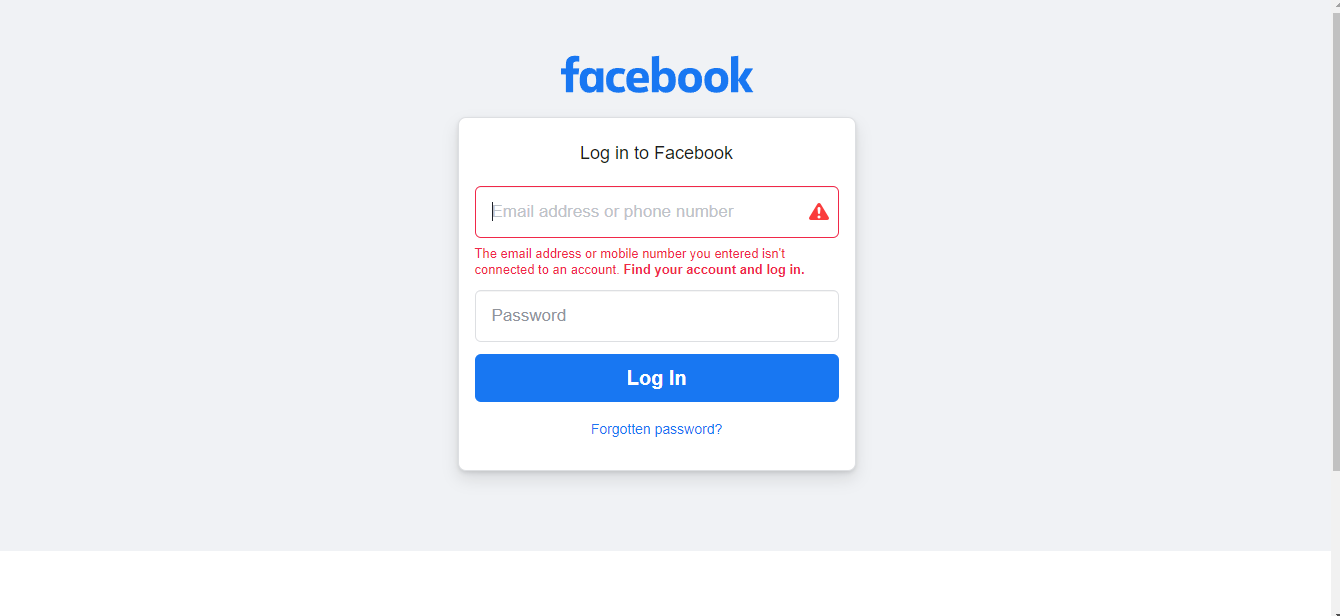 facebook
Log in to Facebook
Email address or phone number
The email address or mobile number you entered isn't
connected to an account. Find your account and log in.
Password
Log In
Forgotten password?